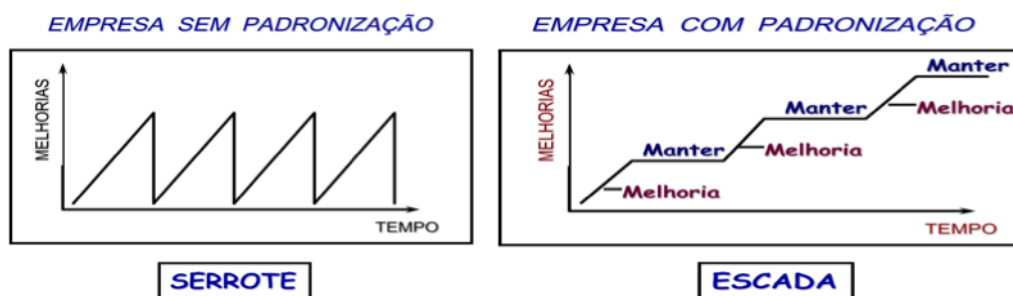 EMPRESA SEM PADRONIZAÇÃO
MELHORIAS
TEMPO
SERROTE
EMPRESA COM PADRONIZAÇÃO
MELHORIAS
Manter
Melhoria
Manter
Melhoria
Manter
Melhoria
TEMPO
ESCADA